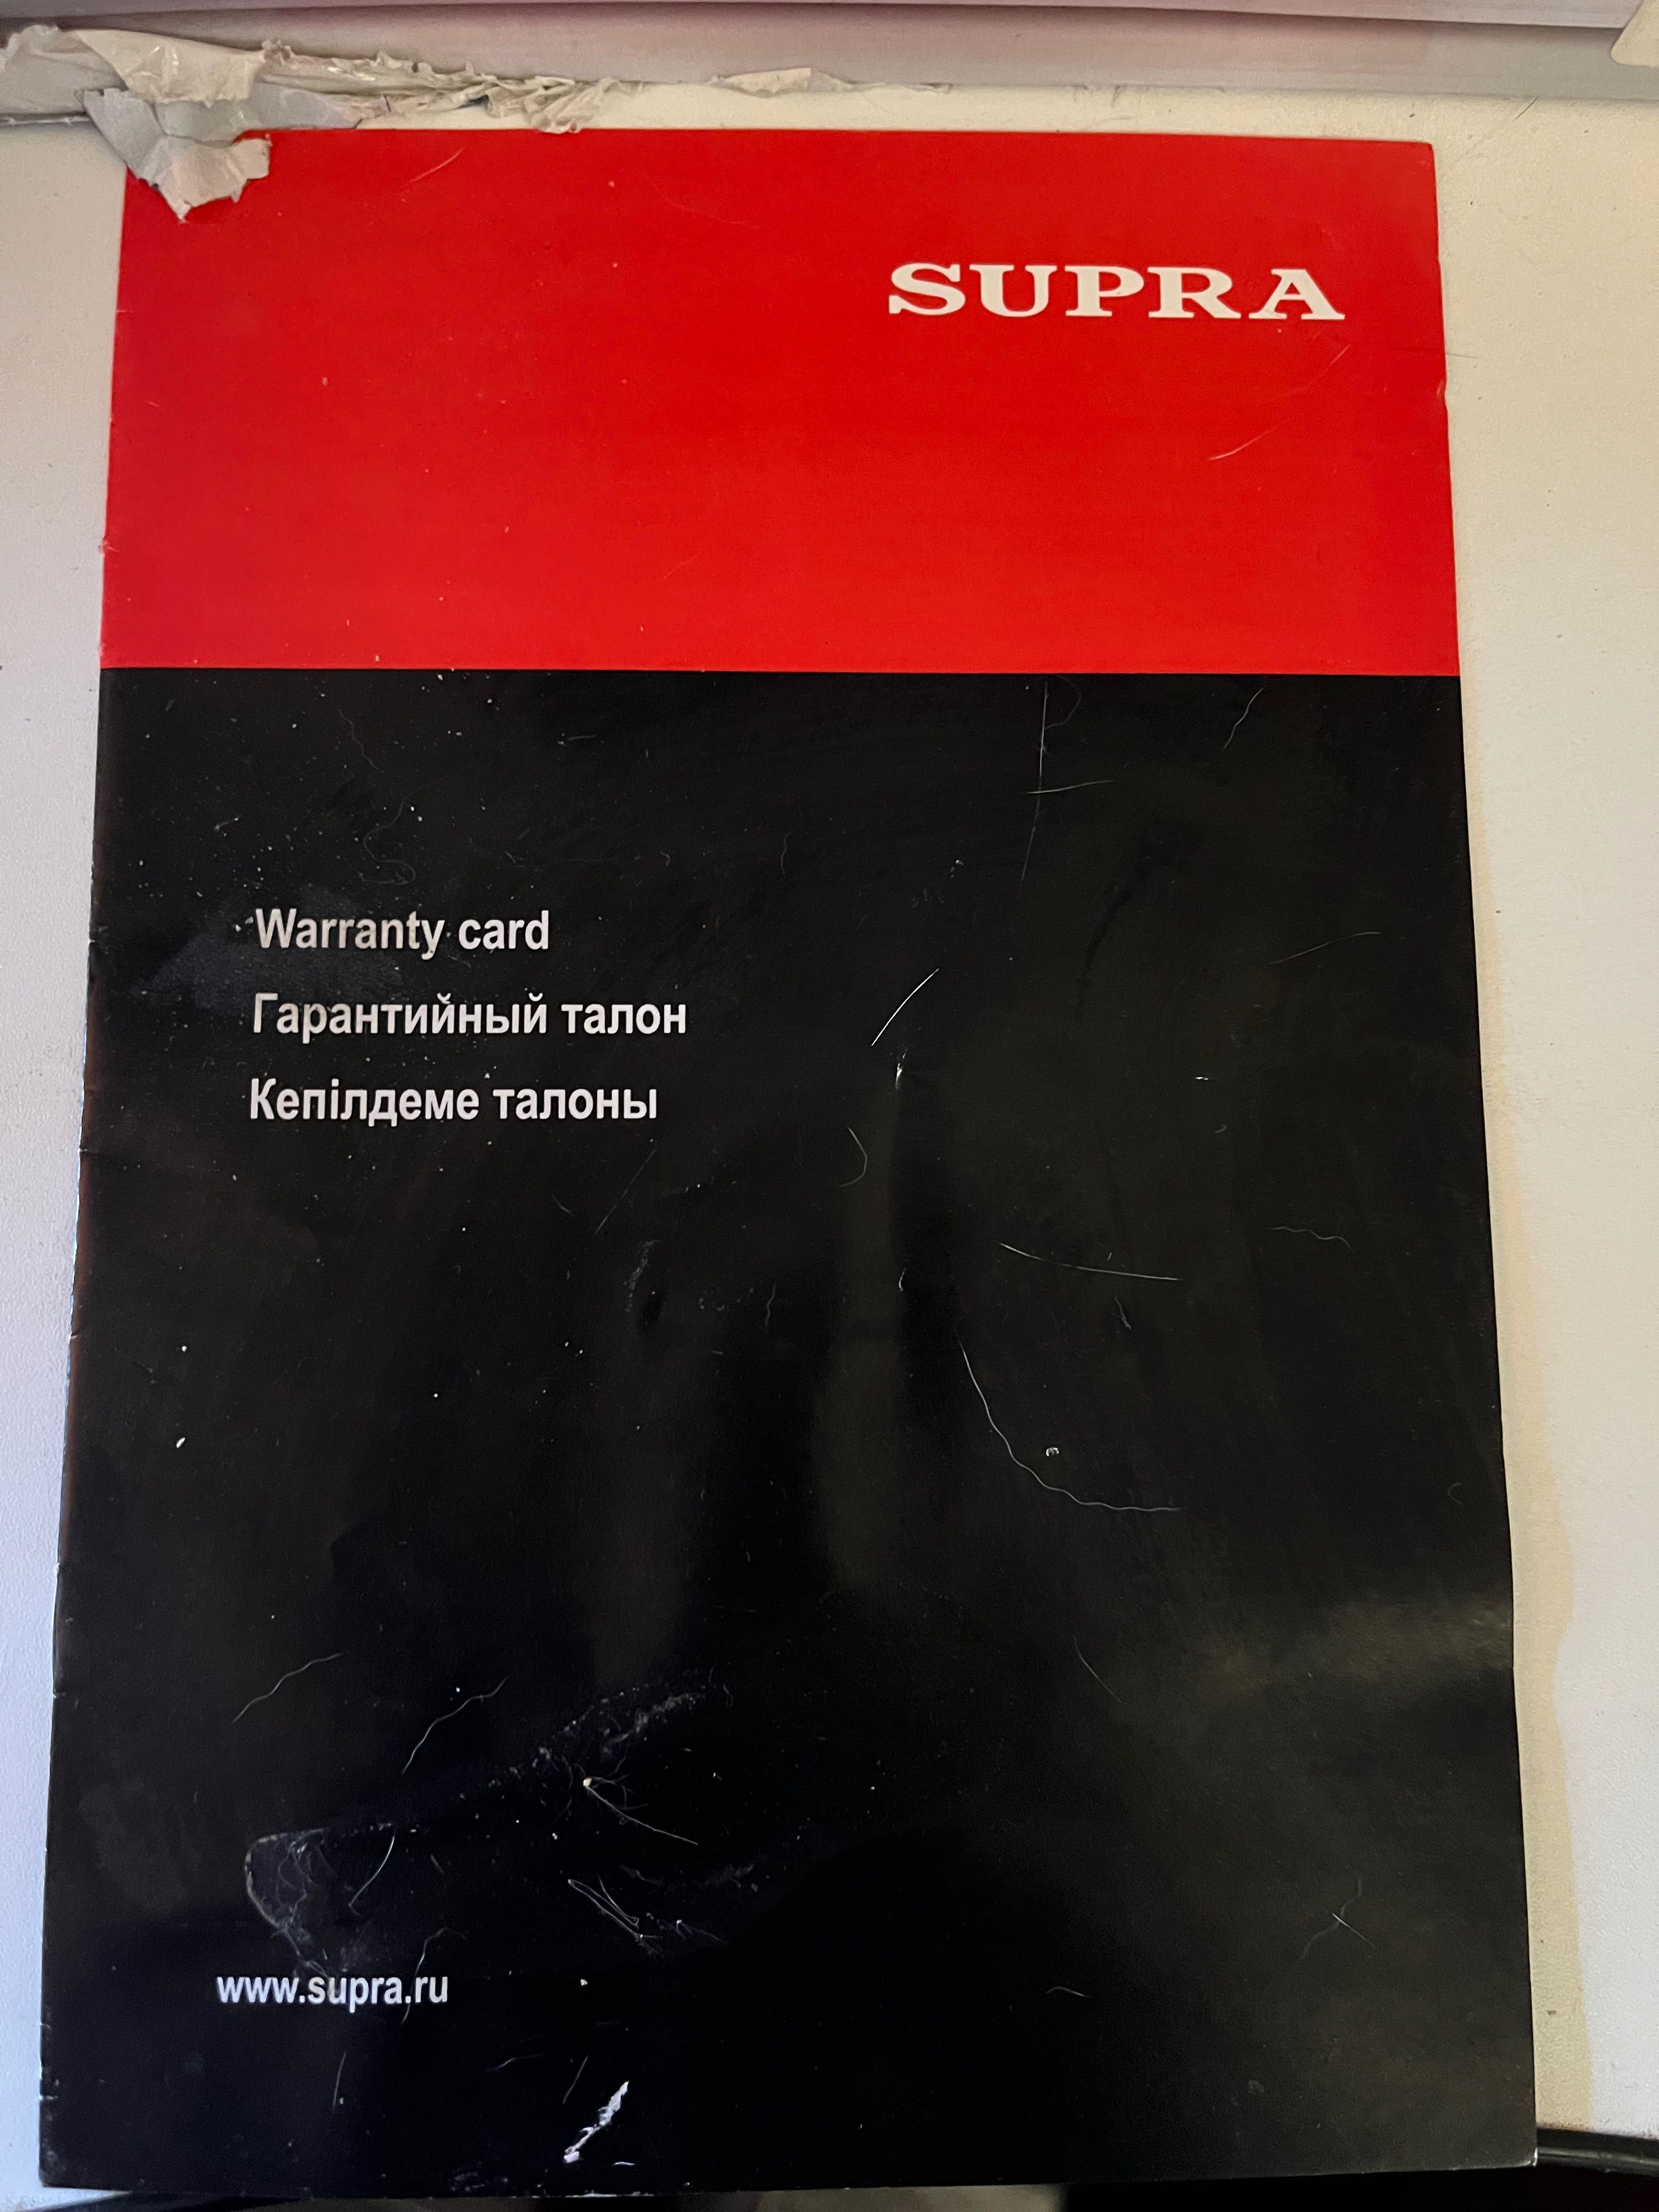 SUPRA
Warranty card
Гарантийный талон
Кепілдеме талоны
www.supra.ru